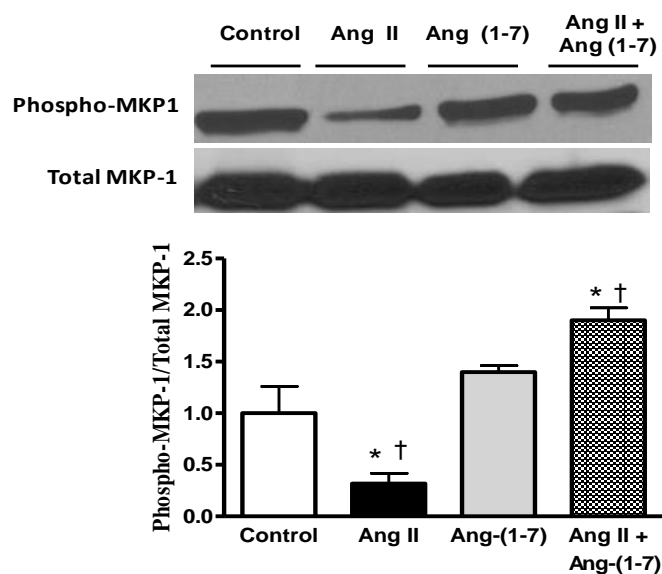 Control Ang II Ang (1-7) Ang II +
Ang (1-7)
Phospho-MKP1
Total MKP-1
Phospho-MKP-1/Total MKP-1
2.5
2.0
1.5
1.0
0.5
0.0
* †
* †
Control Ang II Ang-(1-7) Ang II +
Ang-(1-7)